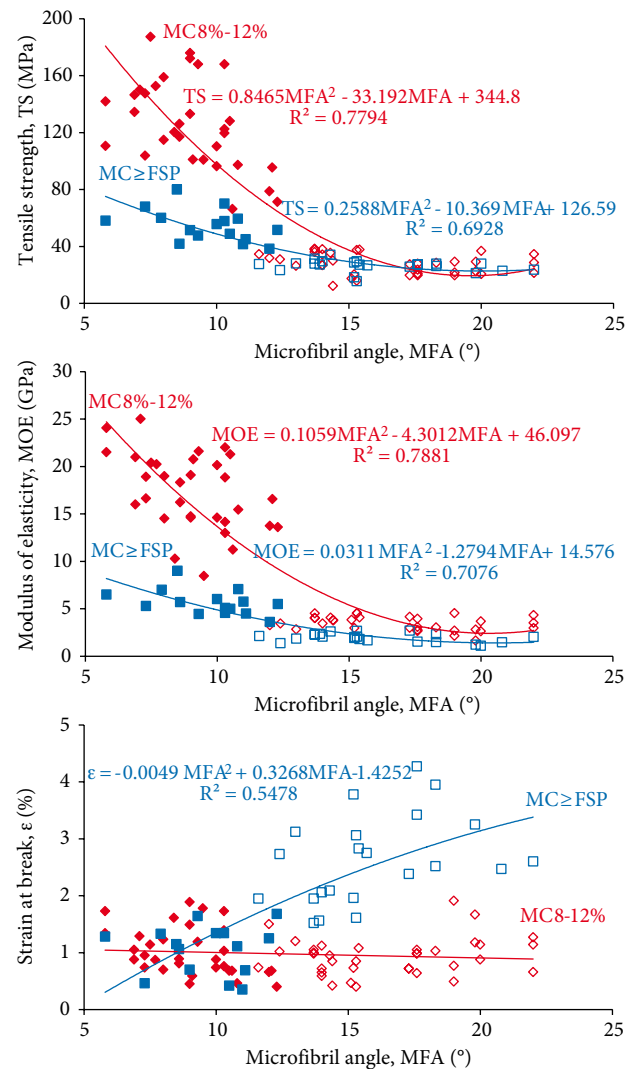 200
MC8%-12%
160
TS = 0.8465MFA² - 33.192MFA + 344.8
R² = 0.7794
120
MC≥FSP
80
TS = 0.2588MFA² - 10.369MFA + 126.59
R² = 0.6928
40
0
Tensile strength, TS (MPa)
5 10 15 20 25
Microfibril angle, MFA (°)
30
MC8%-12%
25
MOE = 0.1059MFA² - 4.3012MFA + 46.097
R² = 0.7881
20
15
MC≥FSP
10
MOE = 0.0311MFA² -1.2794MFA + 14.576
R² = 0.7076
5
0
Modulus of elasticity, MOE (GPa)
5 10 15 20 25
Microfibril angle, MFA (°)
5
ε = -0.0049 MFA² + 0.3268MFA-1.4252
R² = 0.5478
4
MC≥FSP
3
2
MC8-12%
1
0
Strain at break, ε (%)
5 10 15 20 25
Microfibril angle, MFA (°)